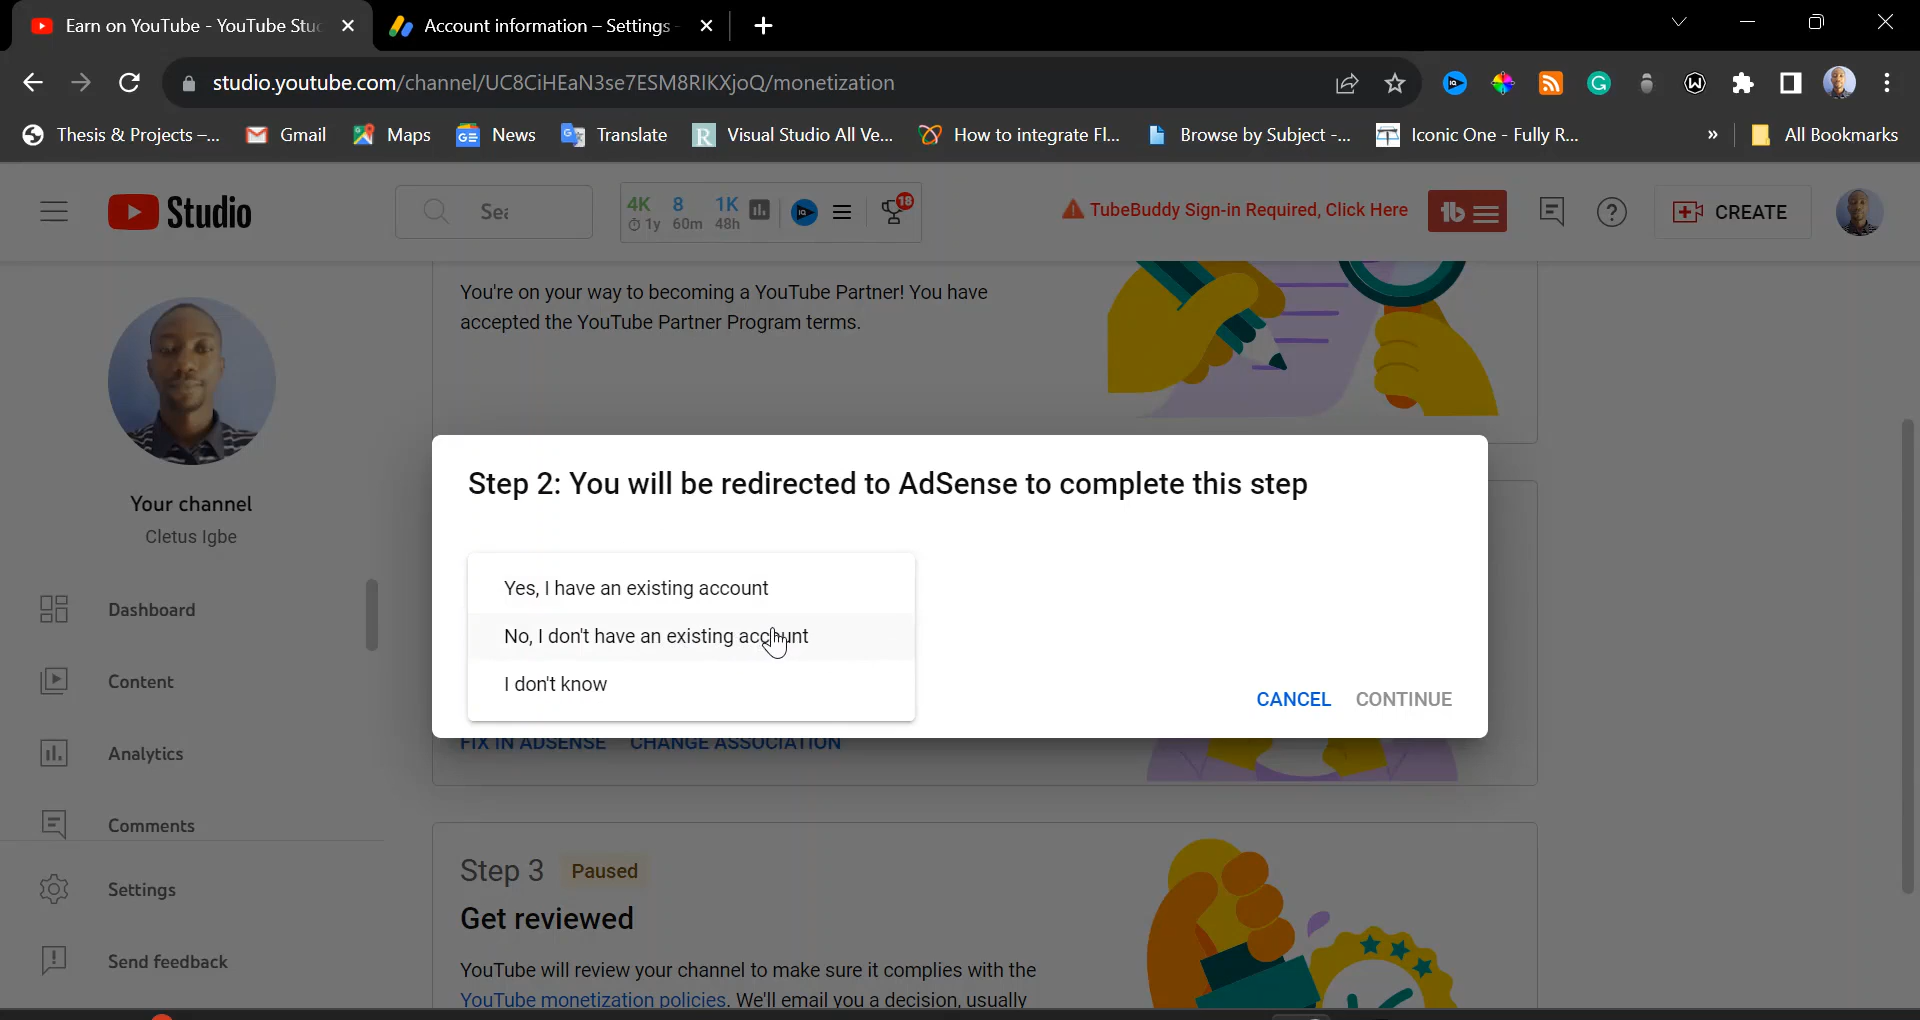 Earn on YouTube - YouTube Stu
Account information – Settings -
studio.youtube.com/channel/UC8CiHEaN3se7ESM8RIKXjoQ/monetization
Thesis & Projects –...
Gmail
Maps
News
Translate
Visual Studio All Ve...
How to integrate Fl...
Browse by Subject -...
Iconic One - Fully R...
»
All Bookmarks
Studio
Sea
4K 8 1K
1y 60m 48h
18
TubeBuddy Sign-in Required, Click Here
tb
CREATE
You're on your way to becoming a YouTube Partner! You have
accepted the YouTube Partner Program terms.
Your channel
Cletus Igbe
Dashboard
Content
Analytics
Comments
Settings
Send feedback
Step 2: You will be redirected to AdSense to complete this step
Yes, I have an existing account
No, I don't have an existing account
I don't know
CANCEL
CONTINUE
FIX IN ADSENSE
CHANGE ASSOCIATION
Step 3
Paused
Get reviewed
YouTube will review your channel to make sure it complies with the
YouTube monetization policies. We'll email you a decision, usually